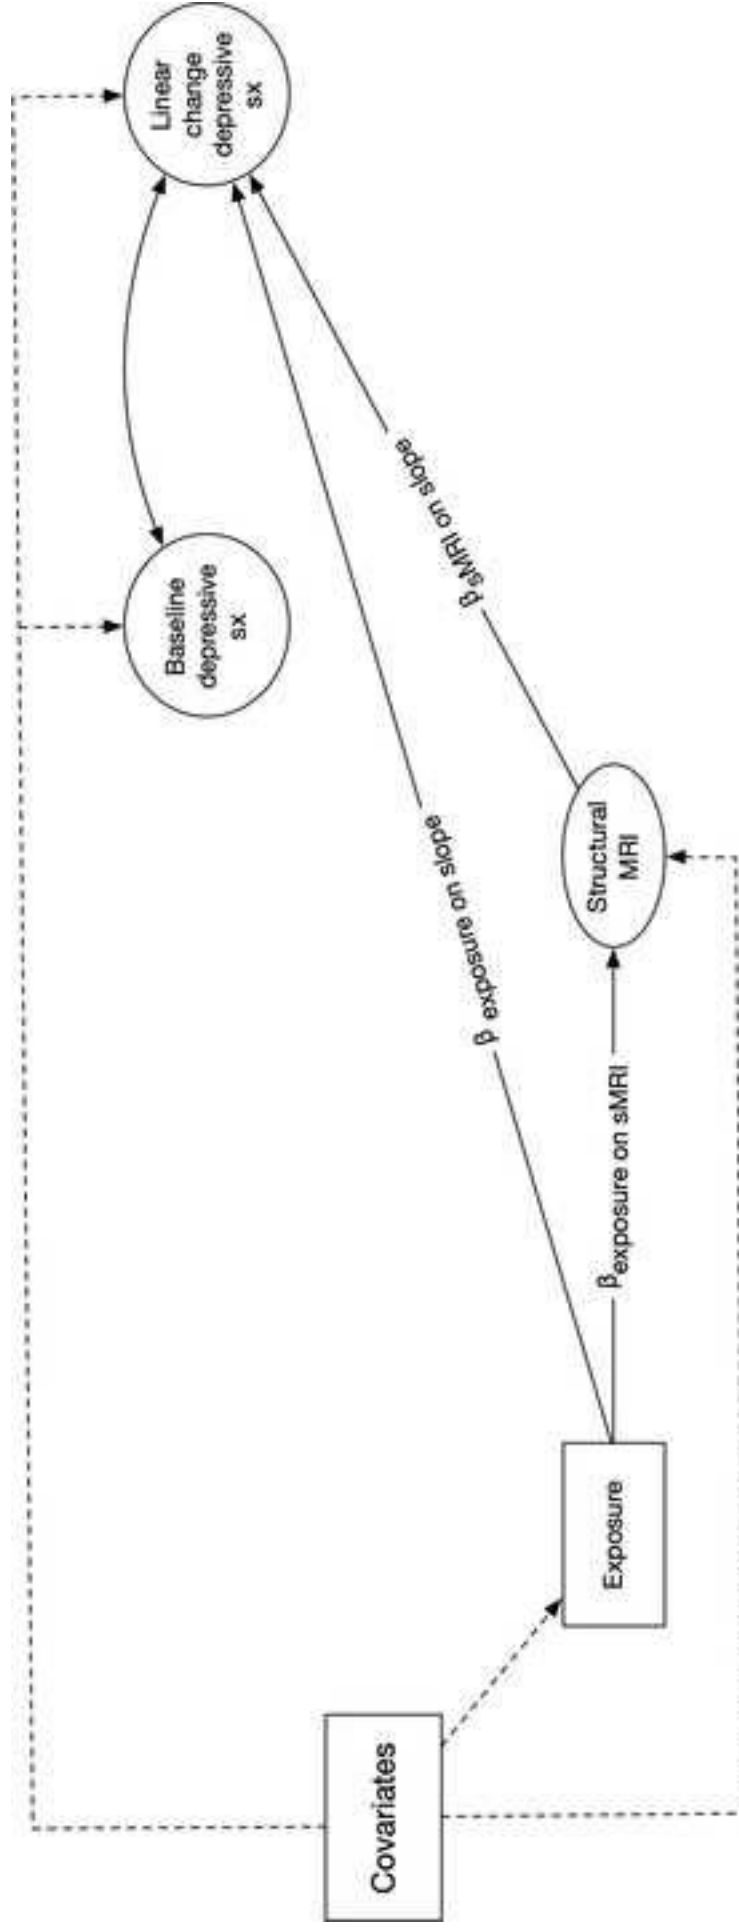 Linear
change
depressive
sx
Baseline
depressive
sx
βsMRI on slope
β exposure on slope
Structural
MRI
βexposure on sMRI
Exposure
Covariates